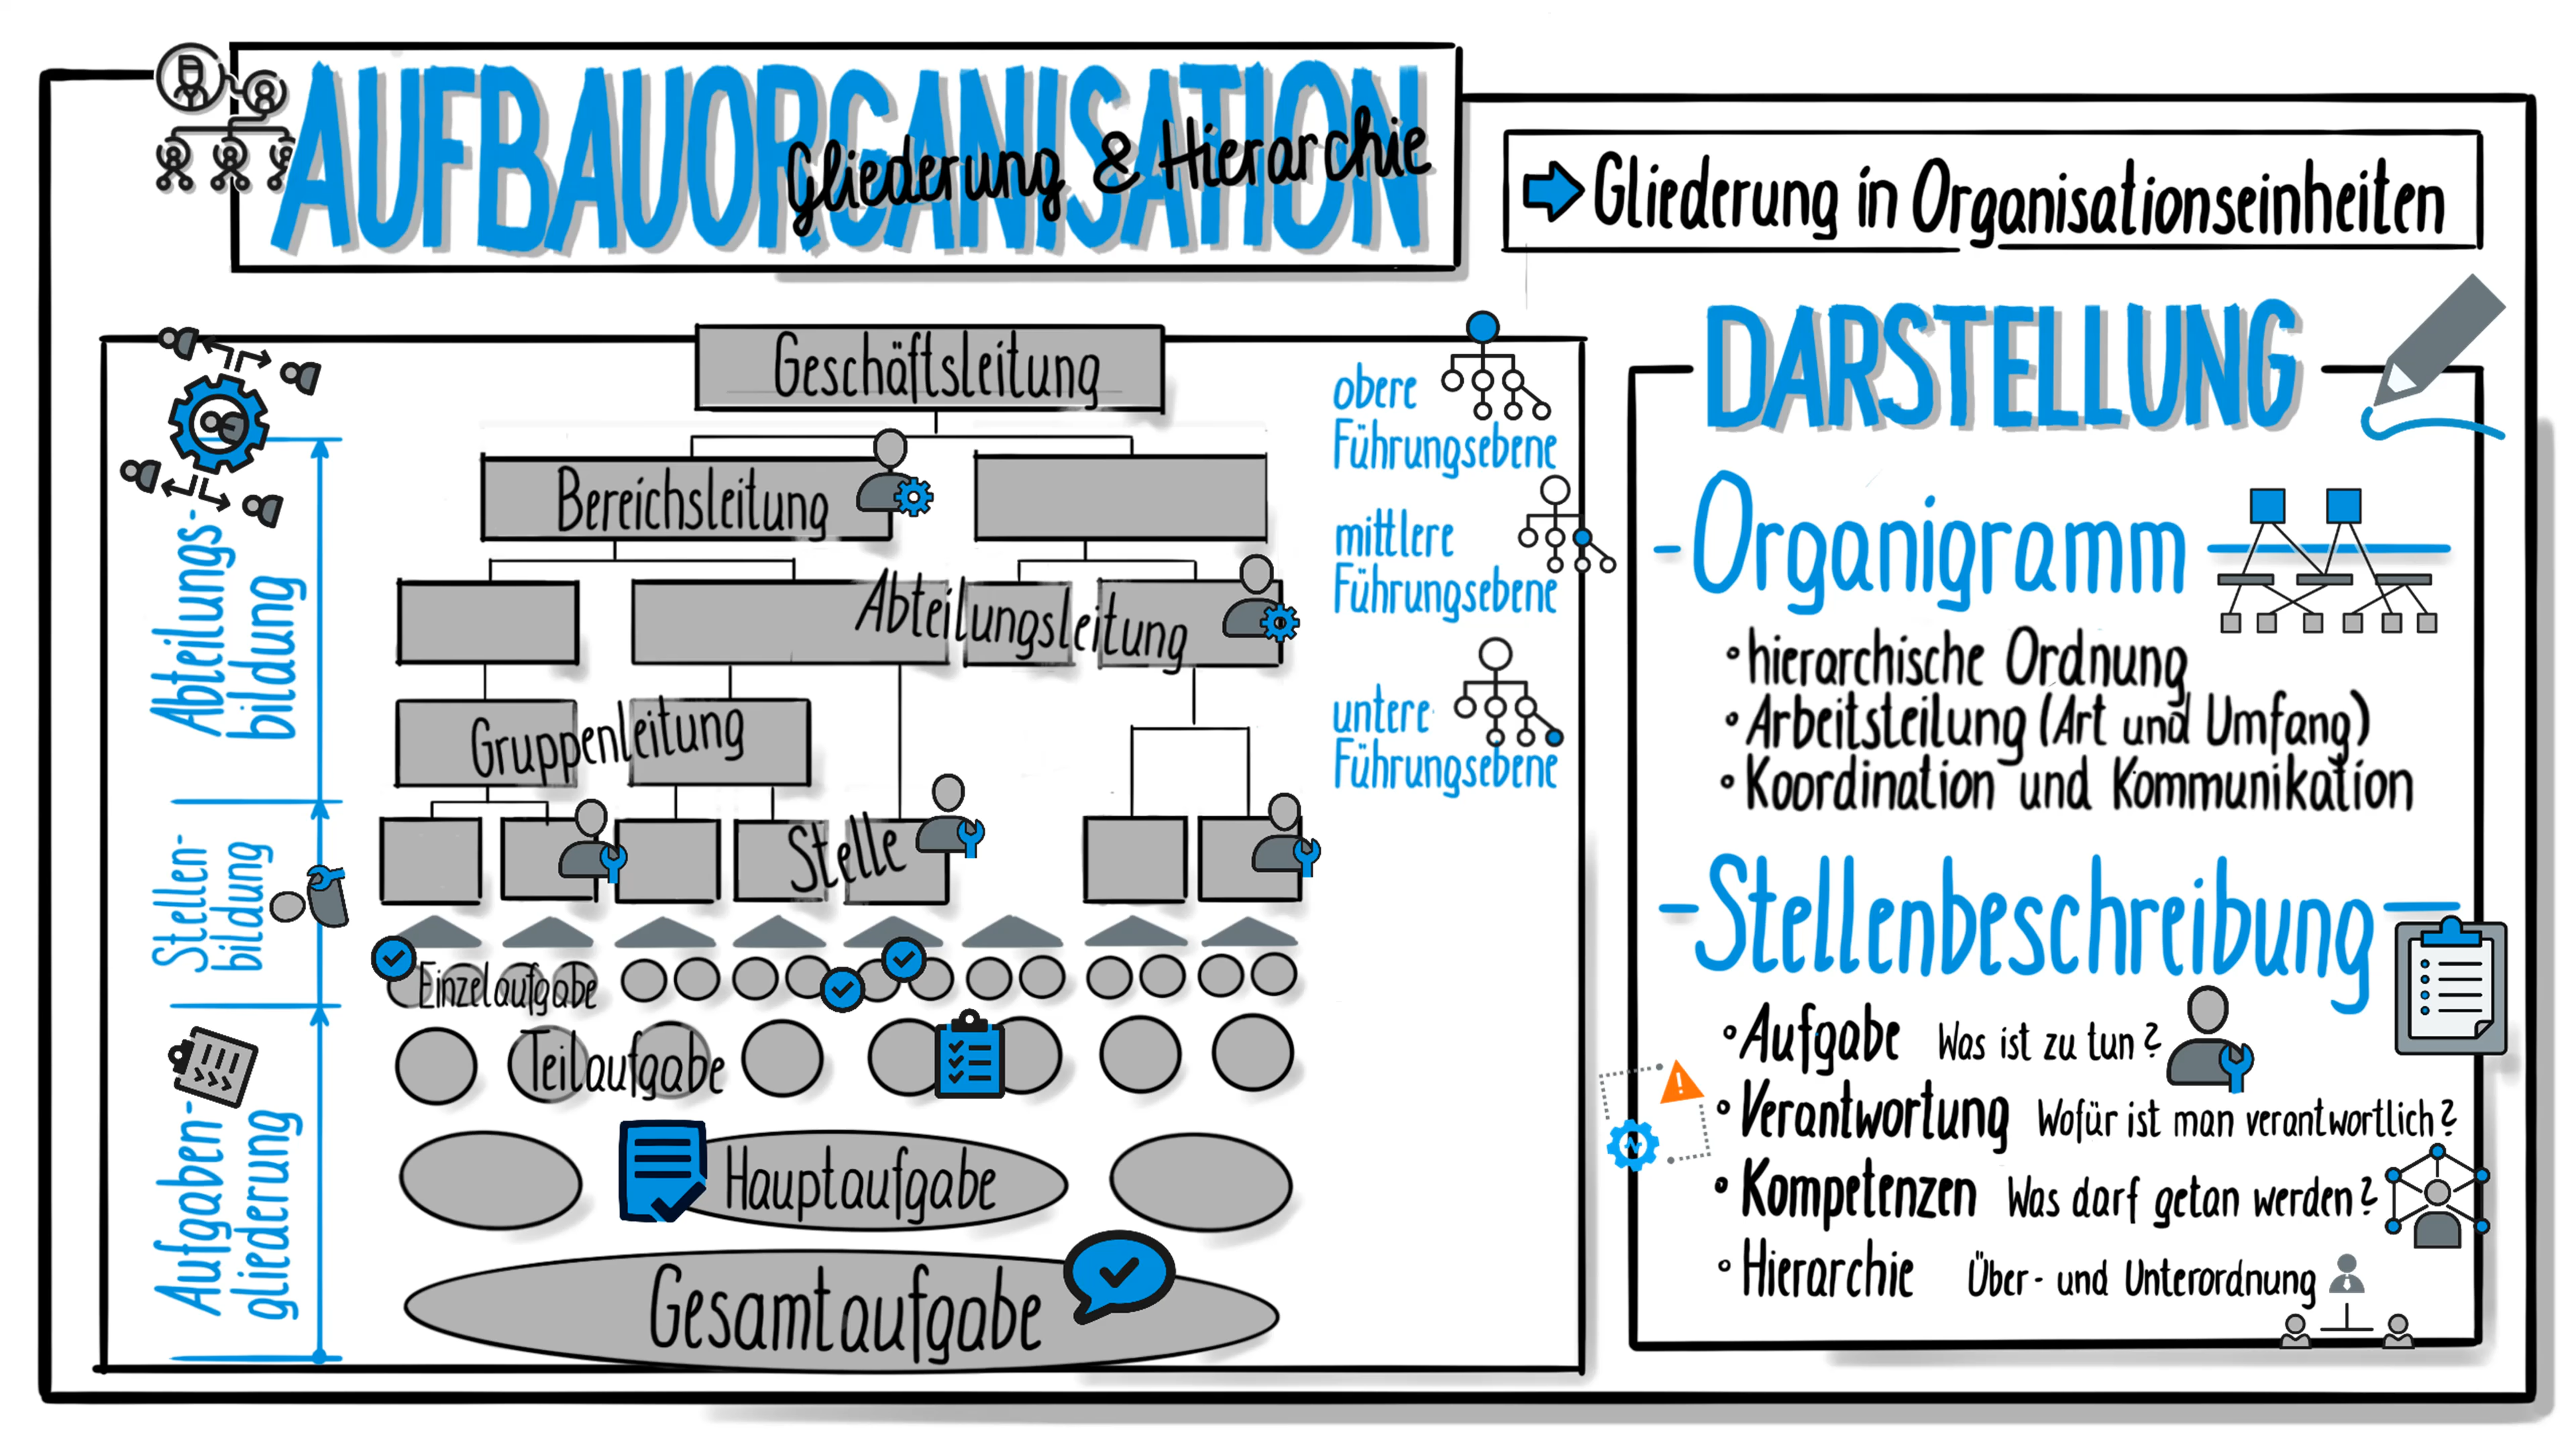 AUFBAUORGANISATION
Gliederung & Hierarchie
Gliederung in Organisationseinheiten
Geschäftsleitung
Bereichsleitung
Abteilungsleitung
Gruppenleitung
Stelle
Einzelaufgabe
Teilaufgabe
Hauptaufgabe
Gesamtaufgabe
Abteilungs-
bildung
Stellen-
bildung
Aufgaben-
gliederung
obere
Führungsebene
mittlere
Führungsebene
untere
Führungsebene
DARSTELLUNG
- Organigramm
• hierarchische Ordnung
• Arbeitsteilung (Art und Umfang)
• Koordination und Kommunikation
- Stellenbeschreibung
• Aufgabe Was ist zu tun?
• Verantwortung Wofür ist man verantwortlich?
• Kompetenzen Was darf getan werden?
• Hierarchie Über- und Unterordnung